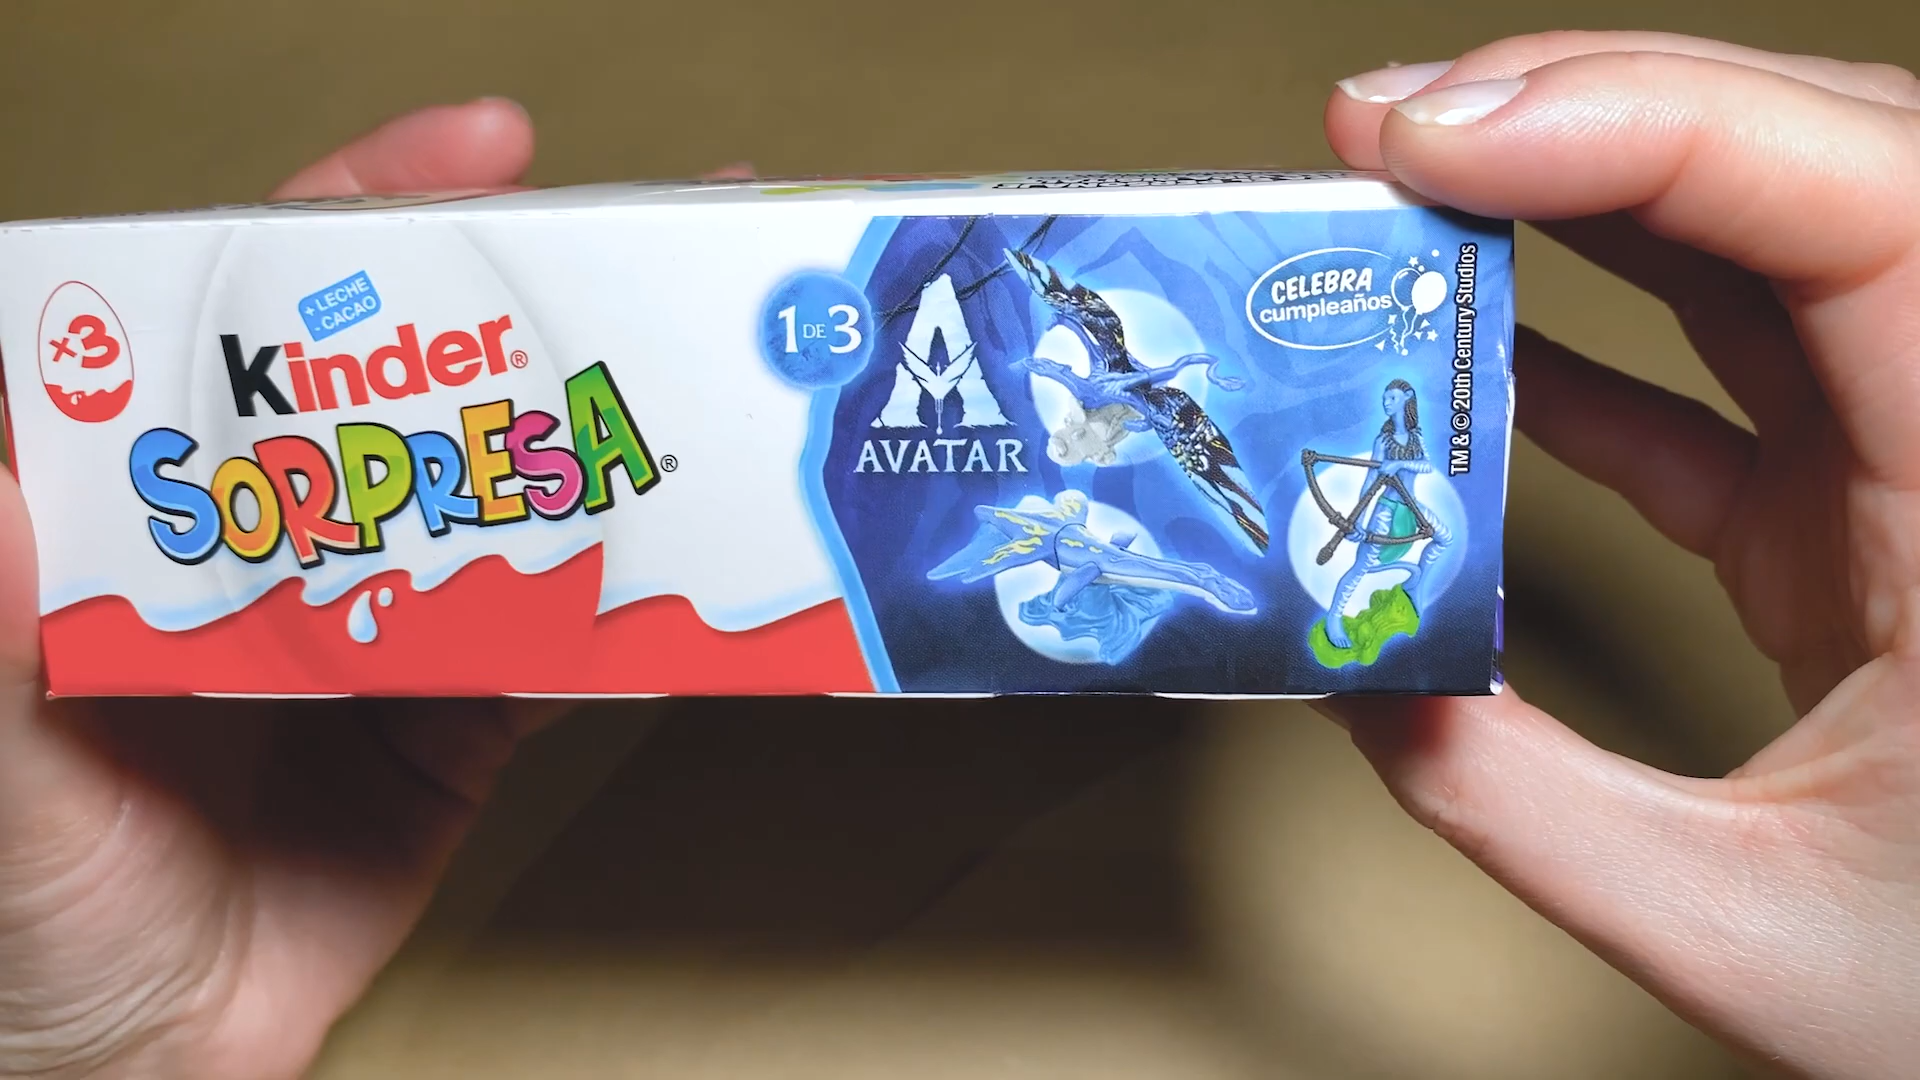 x3
+ LECHE
- CACAO
kinder®
SORPRESA®
1 DE 3
AVATAR
CELEBRA
cumpleaños
TM & © 20th Century Studios